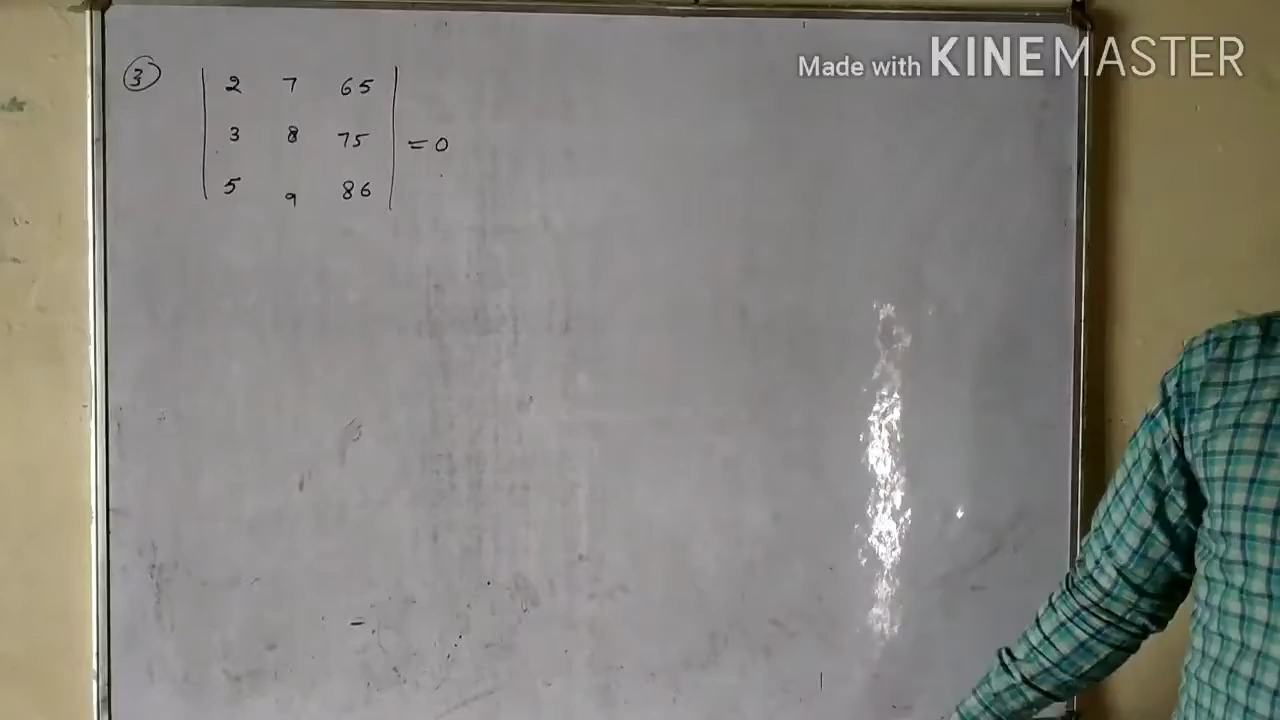 Made with KINEMASTER
③ | 2 7 65 |
| 3 8 75 | = 0
| 5 9 86 |